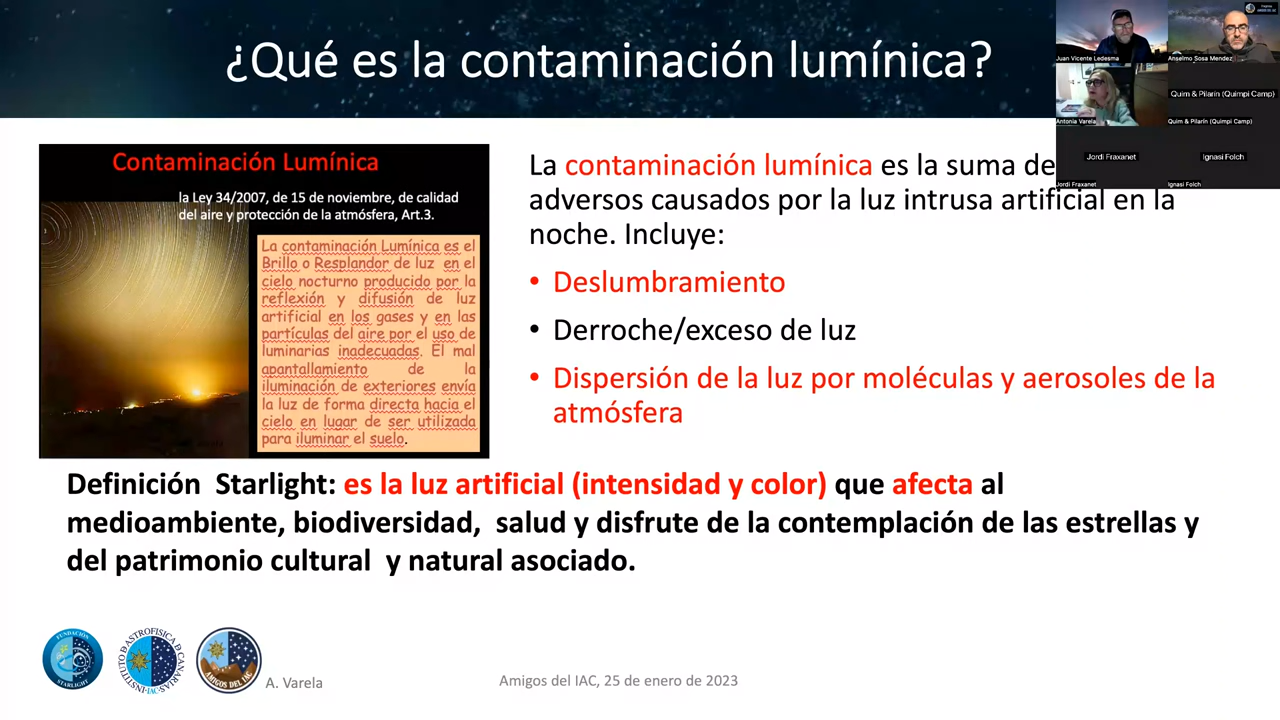 ¿Qué es la contaminación lumínica?
Juan Vicente Ledesma
Anselmo Sosa Mendez
Antonia Varela
Quim & Pilarín (Quimpi Camp)
Quim & Pilarín (Quimpi Camp)
Jordi Fraxanet
Ignasi Folch
Jordi Fraxanet
Ignasi Folch
Contaminación Lumínica
la Ley 34/2007, de 15 de noviembre, de calidad
del aire y protección de la atmósfera, Art.3.
La contaminación Lumínica es el
Brillo o Resplandor de luz en el
cielo nocturno producido por la
reflexión y difusión de luz
artificial en los gases y en las
partículas del aire por el uso de
luminarias inadecuadas. El mal
apantallamiento de la
iluminación de exteriores envía
la luz de forma directa hacia el
cielo en lugar de ser utilizada
para iluminar el suelo.
La contaminación lumínica es la suma de
adversos causados por la luz intrusa artificial en la
noche. Incluye:
• Deslumbramiento
• Derroche/exceso de luz
• Dispersión de la luz por moléculas y aerosoles de la
atmósfera
Definición Starlight: es la luz artificial (intensidad y color) que afecta al
medioambiente, biodiversidad, salud y disfrute de la contemplación de las estrellas y
del patrimonio cultural y natural asociado.
FUNDACIÓN
STARLIGHT
INSTITUTO D ASTROFÍSICA D CANARIAS
·IAC·
AMIGOS DEL IAC
A. Varela
Amigos del IAC, 25 de enero de 2023